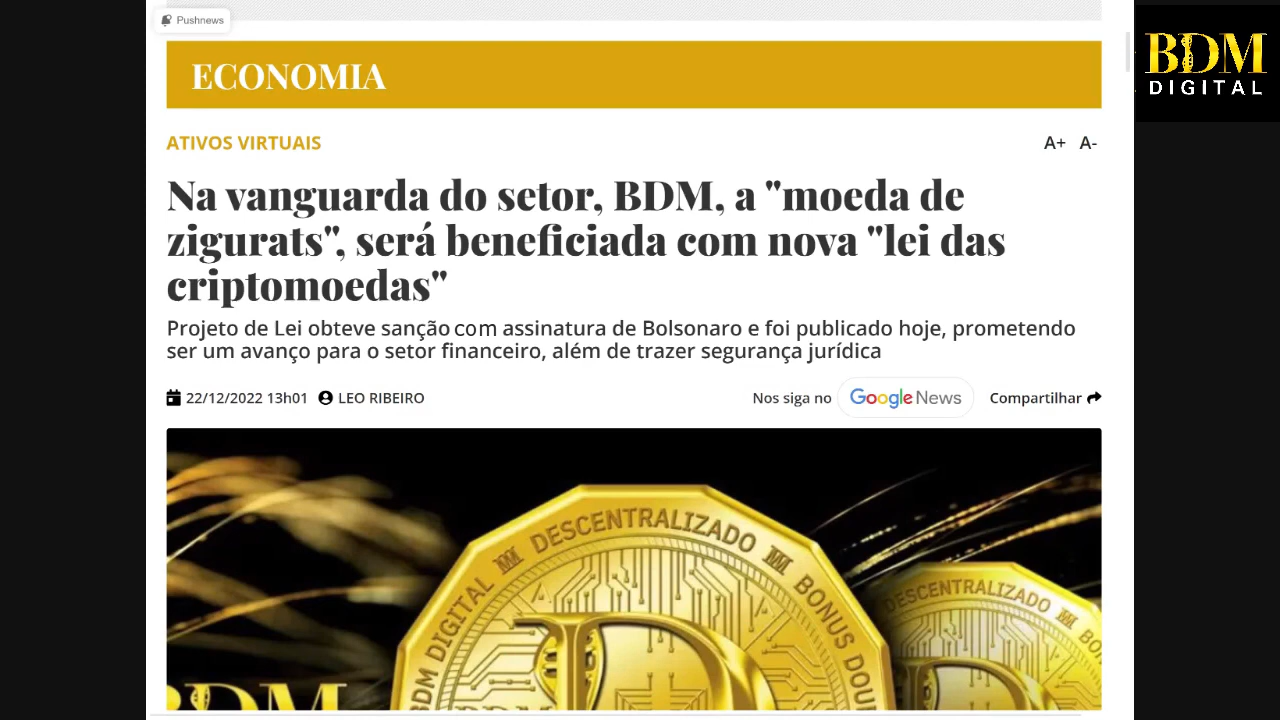 Pushnews
BDM
DIGITAL
ECONOMIA
ATIVOS VIRTUAIS
A+ A-
Na vanguarda do setor, BDM, a "moeda de
zigurats", será beneficiada com nova "lei das
criptomoedas"
Projeto de Lei obteve sanção com assinatura de Bolsonaro e foi publicado hoje, prometendo
ser um avanço para o setor financeiro, além de trazer segurança jurídica
22/12/2022 13h01 LEO RIBEIRO
Nos siga no Google News Compartilhar
BDM DIGITAL DESCENTRALIZADO BONUS DOU
DESCENTRALIZADO BO
BDM